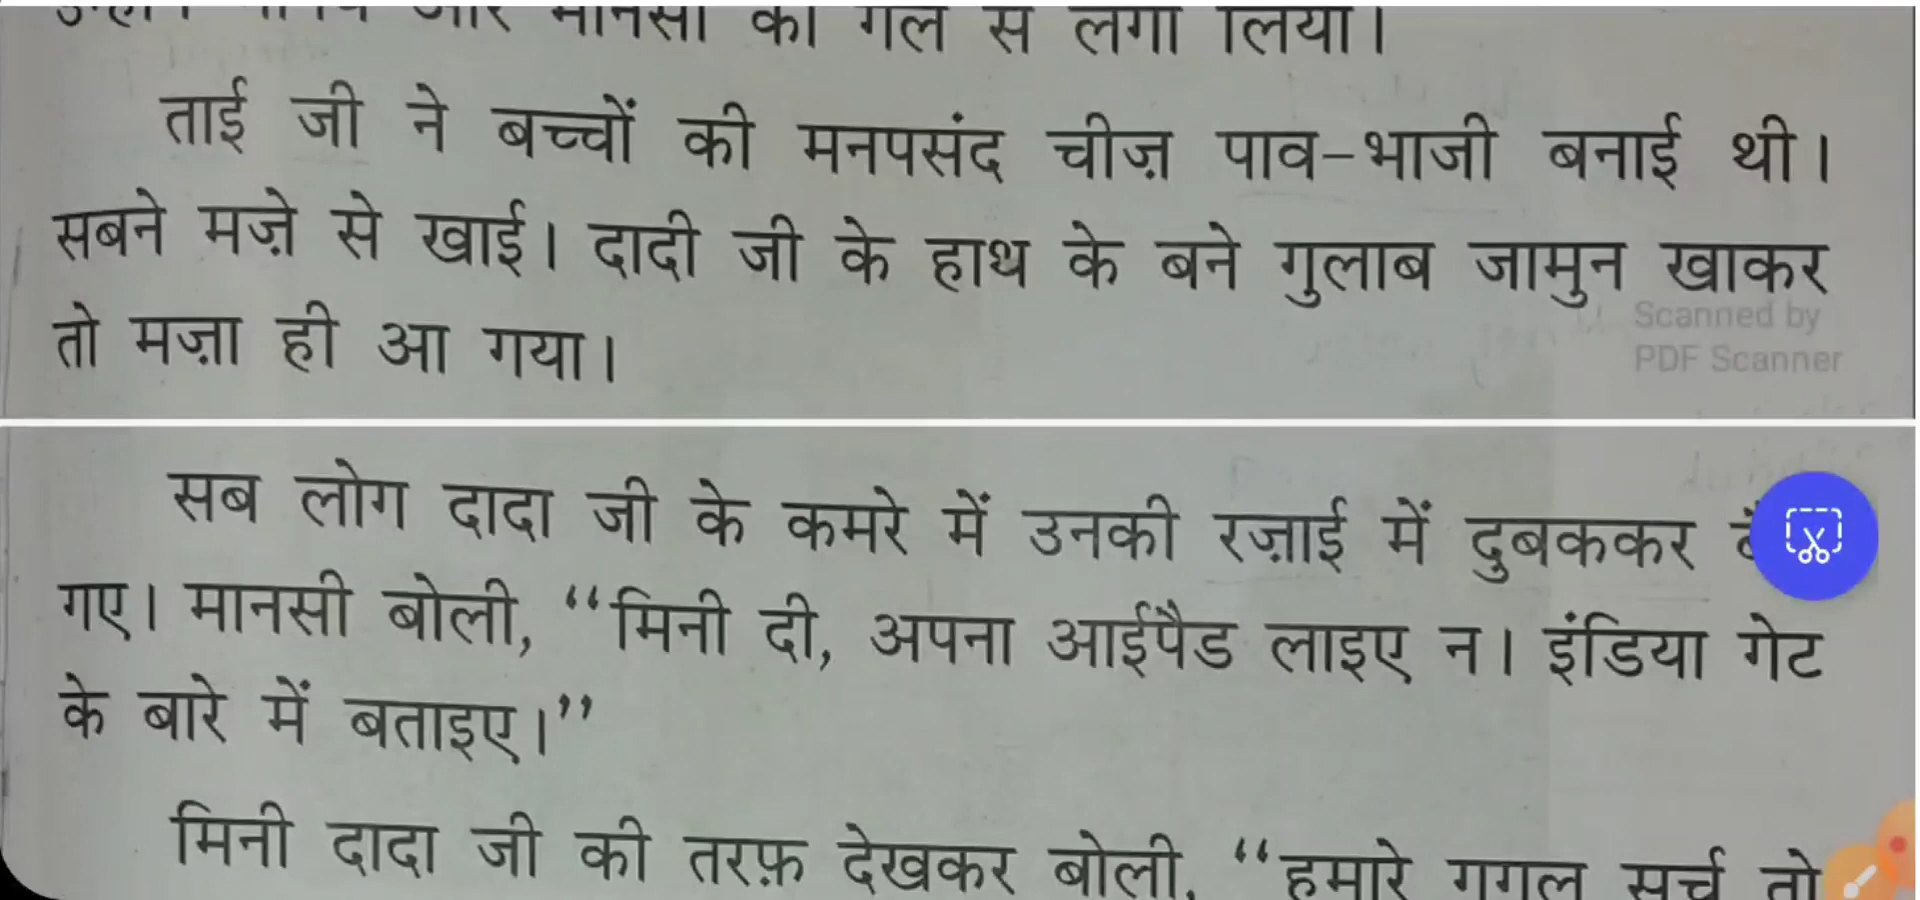 और मानसी को गले से लगा लिया।
ताई जी ने बच्चों की मनपसंद चीज़ पाव-भाजी बनाई थी।
सबने मज़े से खाई। दादी जी के हाथ के बने गुलाब जामुन खाकर
तो मज़ा ही आ गया।
Scanned by
PDF Scanner
सब लोग दादा जी के कमरे में उनकी रज़ाई में दुबककर
गए। मानसी बोली, “मिनी दी, अपना आईपैड लाइए न। इंडिया गेट
के बारे में बताइए।”
मिनी दादा जी की तरफ़ देखकर बोली, “हमारे गूगल सर्च तो